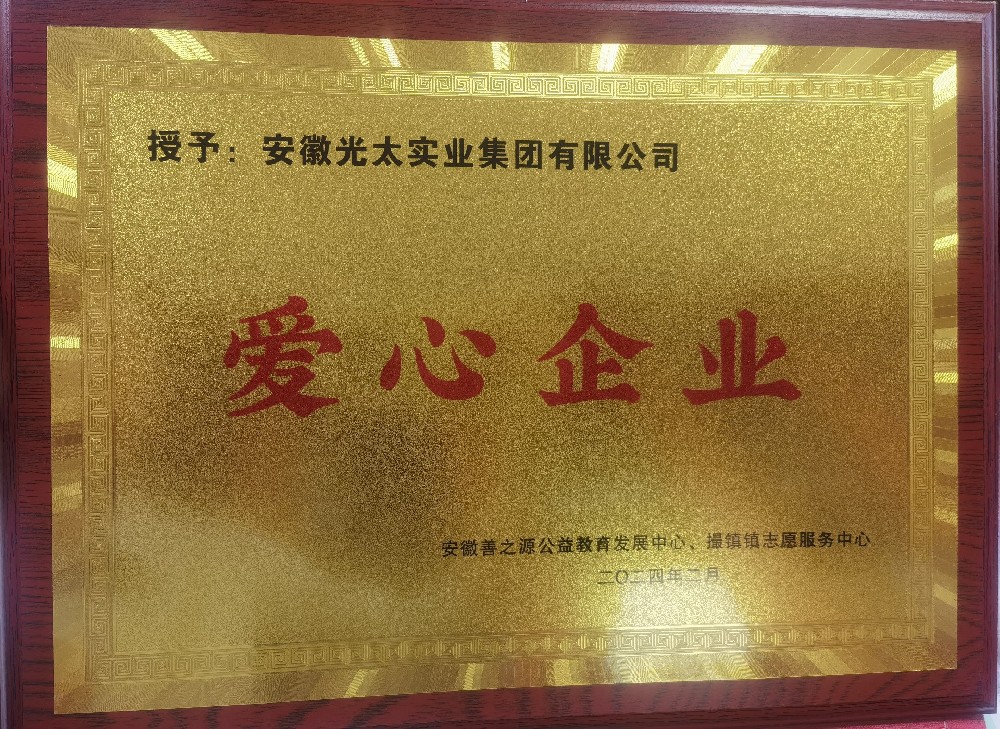 授予：安徽光太实业集团有限公司
爱心企业
安徽善之源公益教育发展中心、撮镇镇志愿服务中心
二〇二四年二月